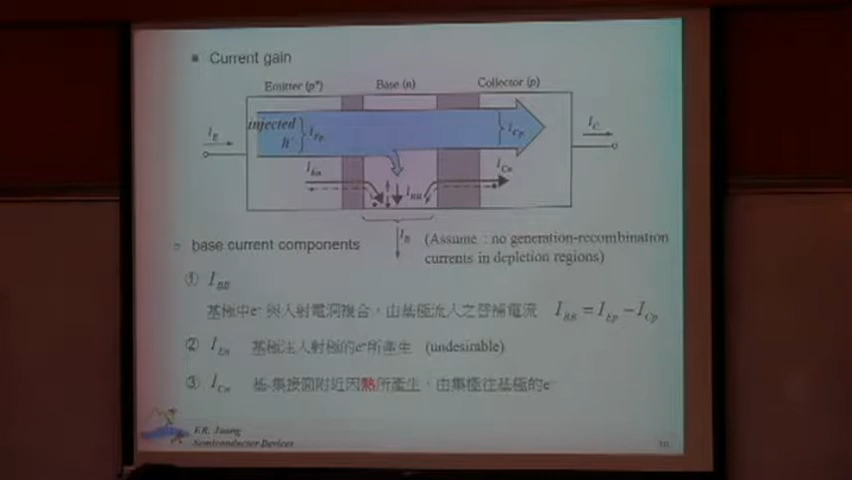 Current gain
Emitter (p⁺) Base (n) Collector (p)
I_E injected h⁺ I_Ep I_Cp I_C
I_En I_BB I_Cn
I_B
base current components
(Assume : no generation-recombination
currents in depletion regions)
① I_BB
基極中e⁻與入射電洞複合，由基極流入之替補電流 I_BB = I_Ep − I_Cp
② I_En 基極注入射極的e⁻所產生 (undesirable)
③ I_Cn 基-集接面附近因熱所產生，由集極往基極的e⁻
F.R. Juang
Semiconductor Devices